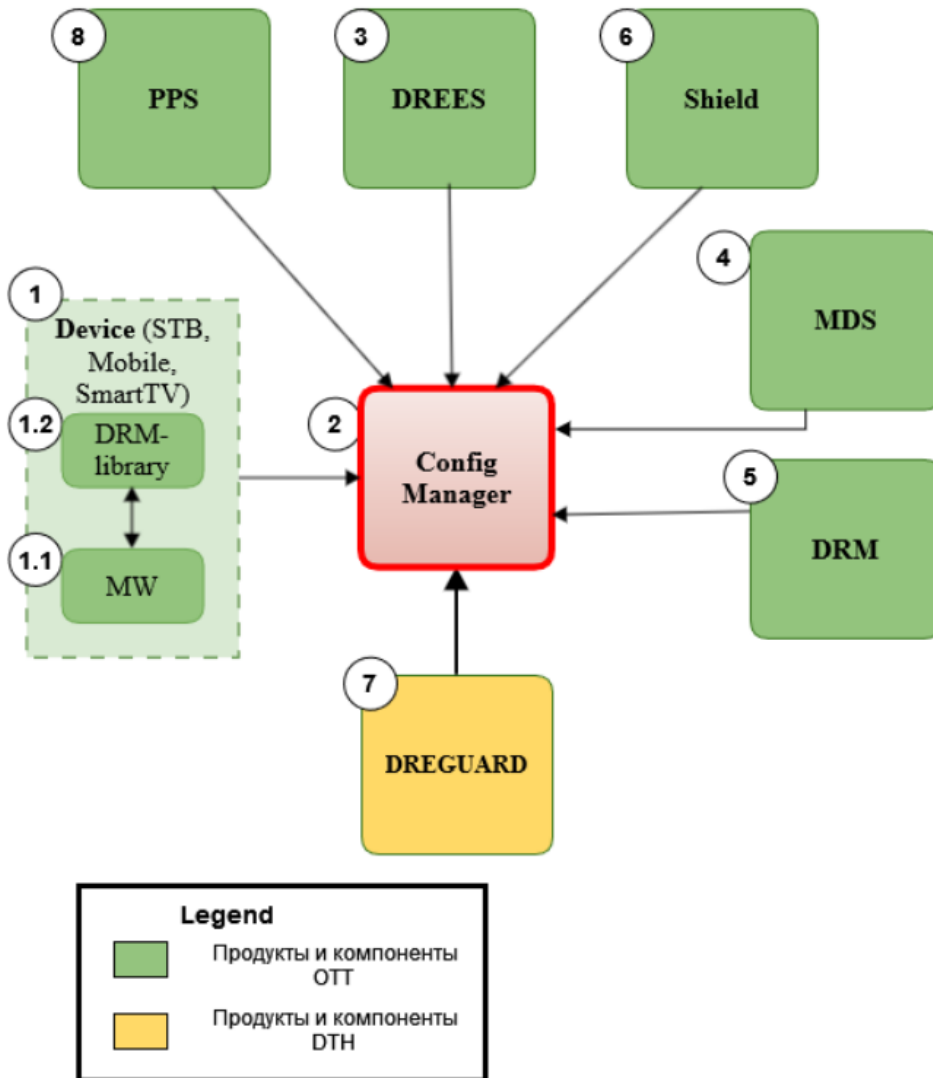 8
PPS
3
DREES
6
Shield
4
MDS
1
Device (STB,
Mobile,
SmartTV)
1.2
DRM-
library
1.1
MW
2
Config
Manager
5
DRM
7
DREGUARD
Legend
Продукты и компоненты
OTT
Продукты и компоненты
DTH